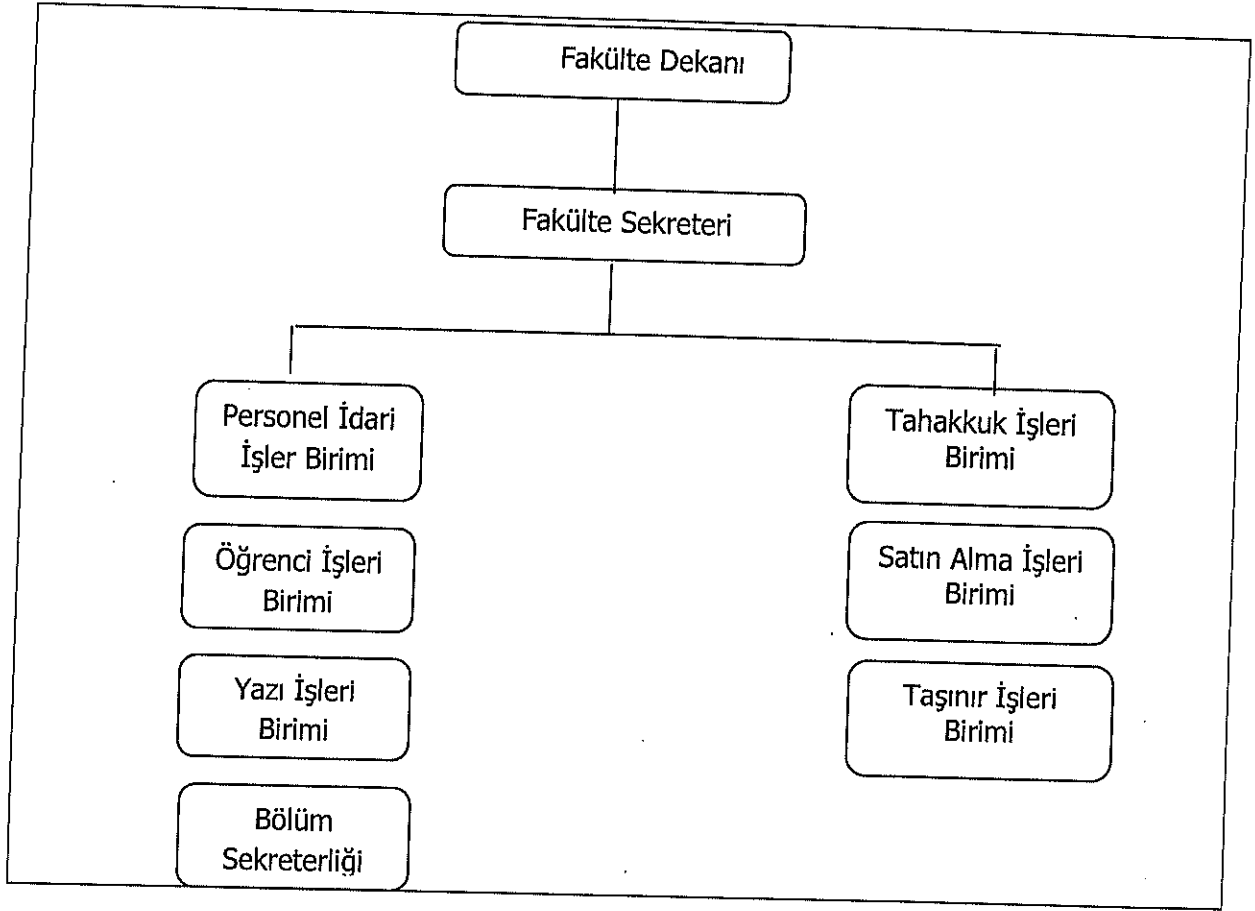 Fakülte Dekanı
Fakülte Sekreteri
Personel İdari
İşler Birimi
Öğrenci İşleri
Birimi
Yazı İşleri
Birimi
Bölüm
Sekreterliği
Tahakkuk İşleri
Birimi
Satın Alma İşleri
Birimi
Taşınır İşleri
Birimi